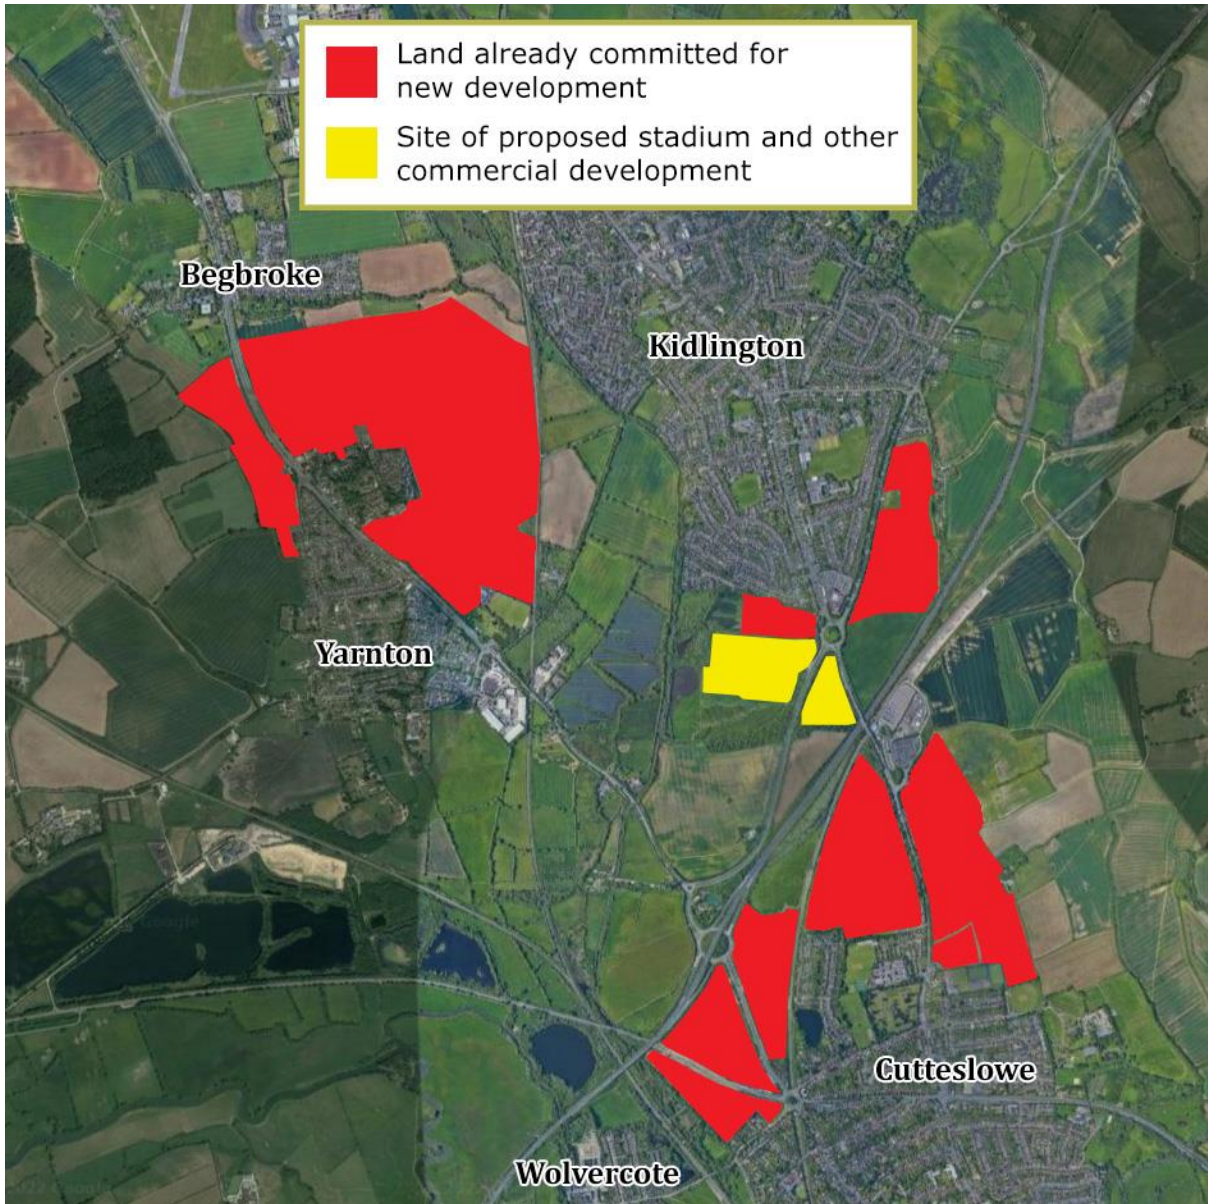 Land already committed for
new development
Site of proposed stadium and other
commercial development
Begbroke
Kidlington
Yarnton
Google
Cutteslowe
Wolvercote